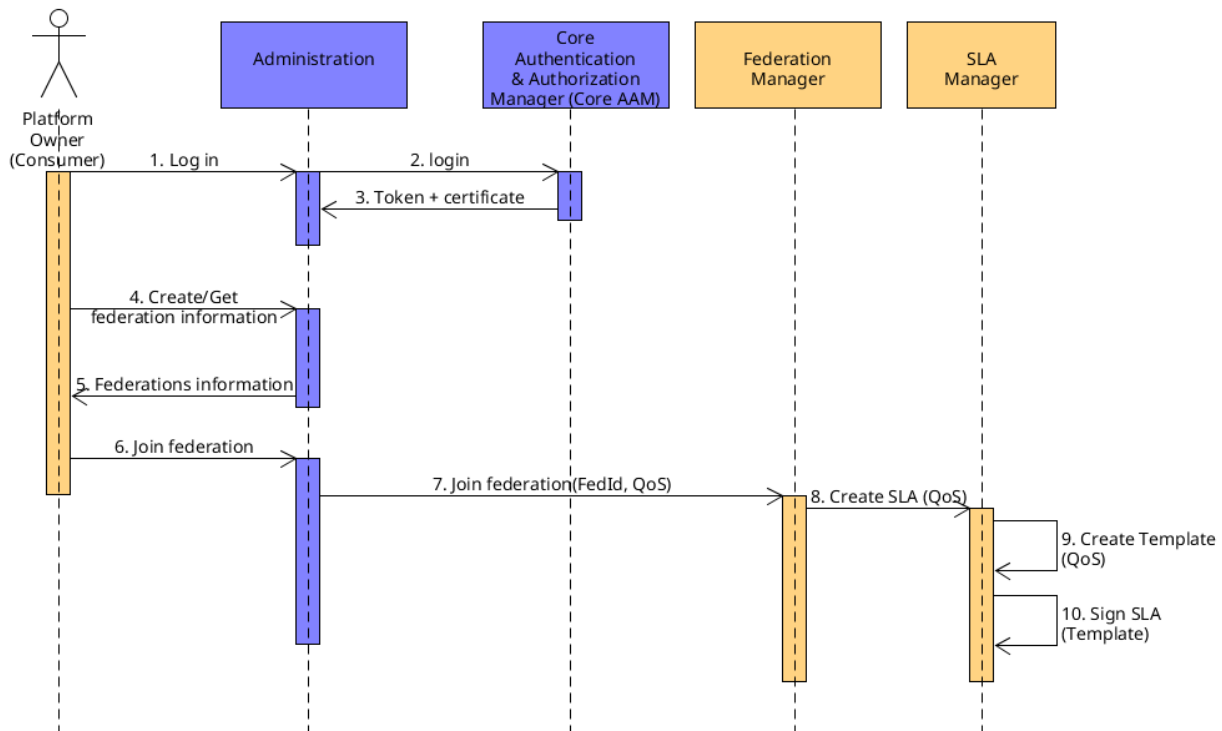 Administration
Core
Authentication
& Authorization
Manager (Core AAM)
Federation
Manager
SLA
Manager
Platform
Owner
(Consumer)
1. Log in
2. login
3. Token + certificate
4. Create/Get
federation information
5. Federations information
6. Join federation
7. Join federation(FedId, QoS)
8. Create SLA (QoS)
9. Create Template
(QoS)
10. Sign SLA
(Template)